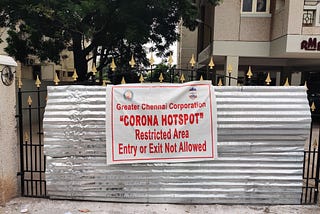 Greater Chennai Corporation
"CORONA HOTSPOT"
Restricted Area
Entry or Exit Not Allowed